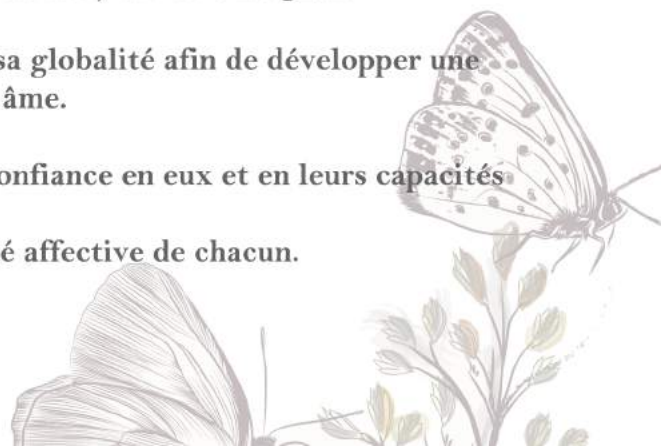 sa globalité afin de développer une
âme.
onfiance en eux et en leurs capacités
é affective de chacun.